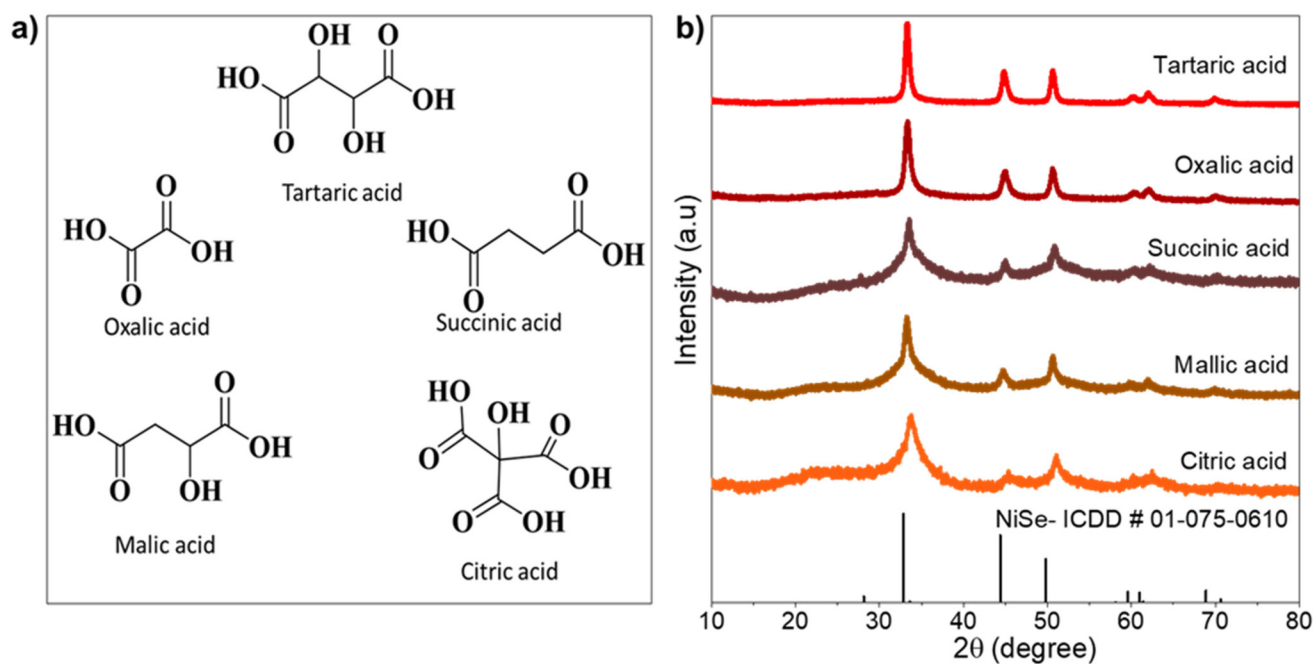 a)
OH
O
HO
OH
O
OH
Tartaric acid
O
HO
OH
O
Oxalic acid
O
HO
OH
O
Succinic acid
O
HO
OH
O
OH
Malic acid
HO
O
OH
O
OH
O
OH
Citric acid
b)
Tartaric acid
Oxalic acid
Succinic acid
Mallic acid
Citric acid
NiSe- ICDD # 01-075-0610
Intensity (a.u)
10 20 30 40 50 60 70 80
2θ (degree)